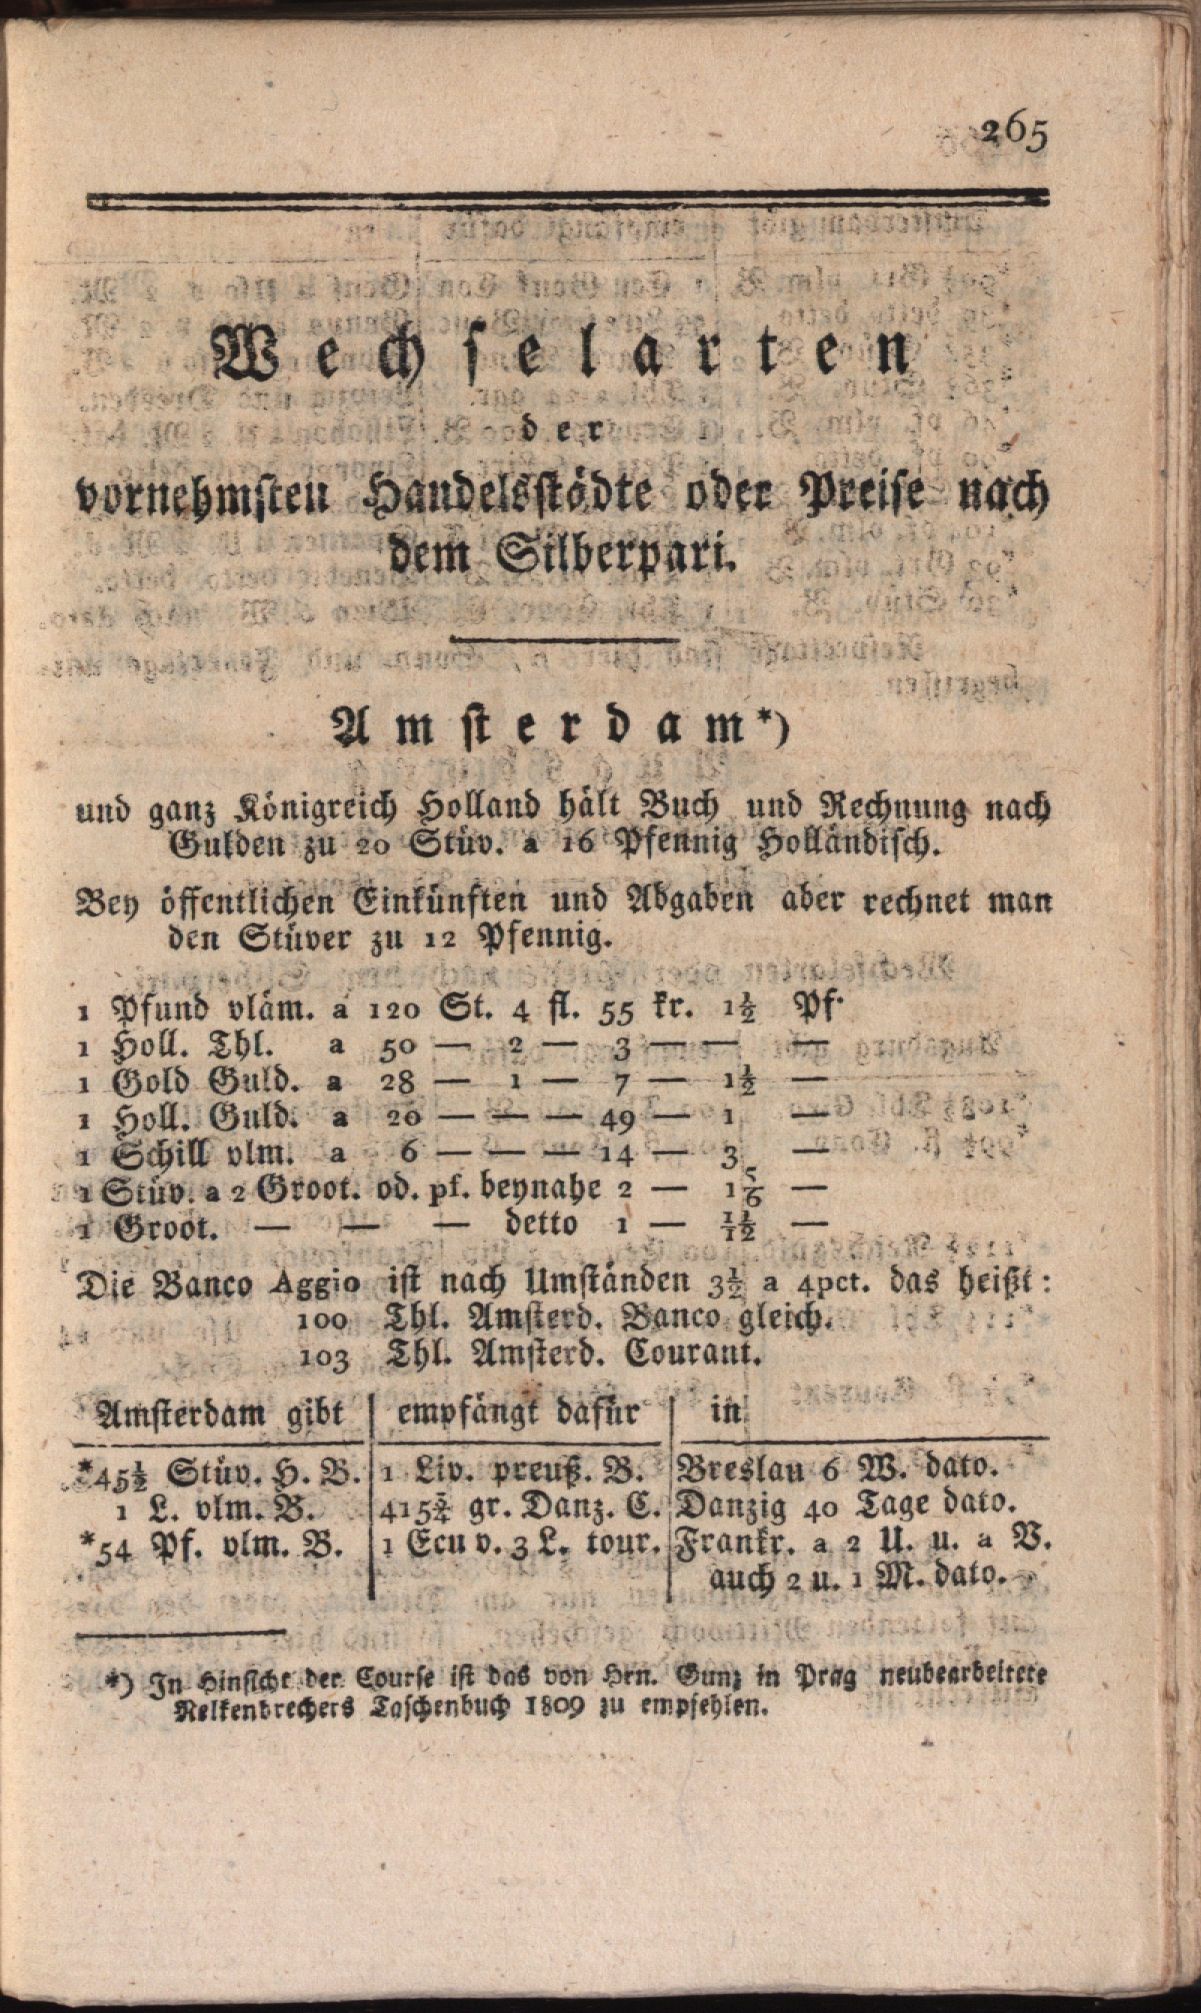 265
Wechselarten
der
vornehmsten Handelsstädte oder Preise nach
dem Silberpari.
Amsterdam*)
und ganz Königreich Holland hält Buch und Rechnung nach
Gulden zu 20 Stüv. a 16 Pfennig Holländisch.
Bey öffentlichen Einkünften und Abgaben aber rechnet man
den Stüver zu 12 Pfennig.
1 Pfund vläm. a 120 St. 4 fl. 55 kr. 1½ Pf.
1 Holl. Thl. a 50 — 2 — 3 — — —
1 Gold Guld. a 28 — 1 — 7 — 1½ —
1 Holl. Guld. a 20 — — — 49 — 1 —
1 Schill vlm. a 6 — — — 14 — 3 —
1 Stüv. a 2 Groot. od. pf. beynahe 2 — 1⅚ —
1 Groot. — — — detto 1 — 1½ —
Die Banco Aggio ist nach Umständen 3½ a 4pct. das heißt:
100 Thl. Amsterd. Banco gleich.
103 Thl. Amsterd. Courant.
Amsterdam gibt | empfängt dafür | in
*45½ Stüv. H. B. | 1 Liv. preuß. B. | Breslau 6 W. dato.
1 L. vlm. B. | 415¾ gr. Danz. C. | Danzig 40 Tage dato.
*54 Pf. vlm. B. | 1 Ecu v. 3 L. tour. | Frankr. a 2 U. u. a V.
auch 2 u. 1 M. dato.
*) In Hinsicht der Course ist das von Hrn. Gunz in Prag neubearbeitete
Nelkenbrechers Taschenbuch 1809 zu empfehlen.